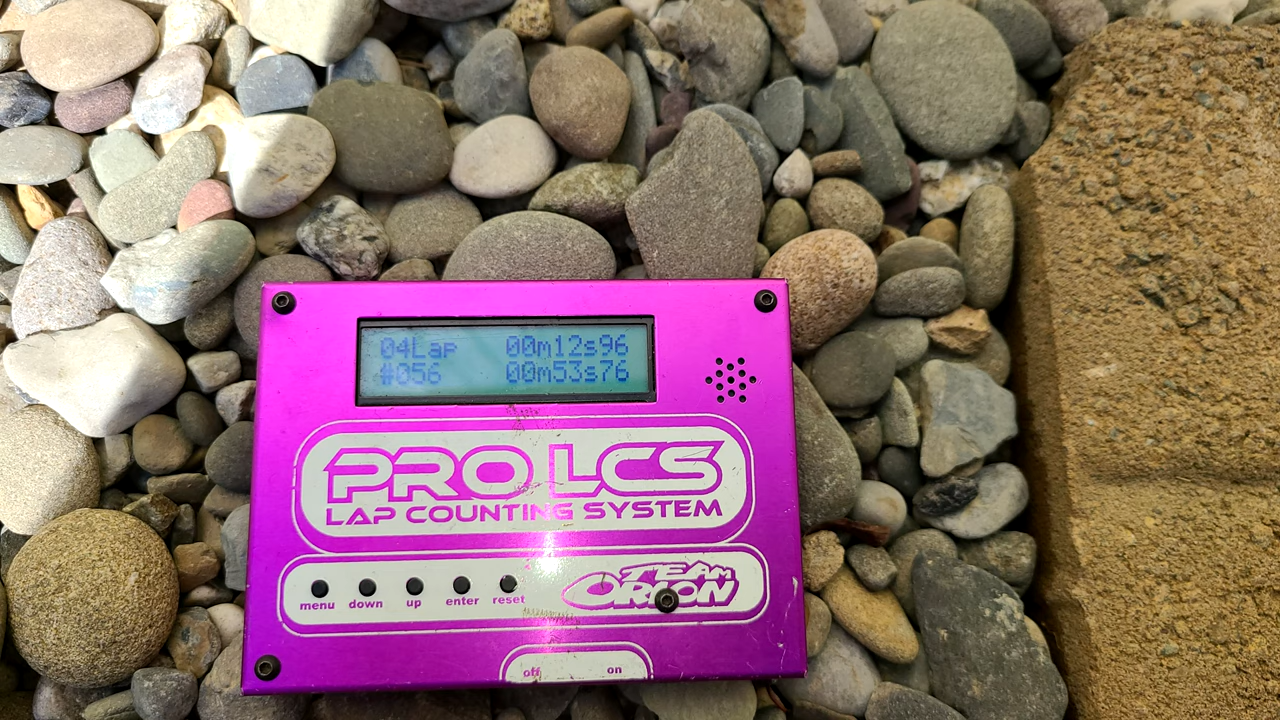 04Lap 00m12s96
#056 00m53s76
PRO LCS
LAP COUNTING SYSTEM
menu down up enter reset
TEAM
ORION
off on